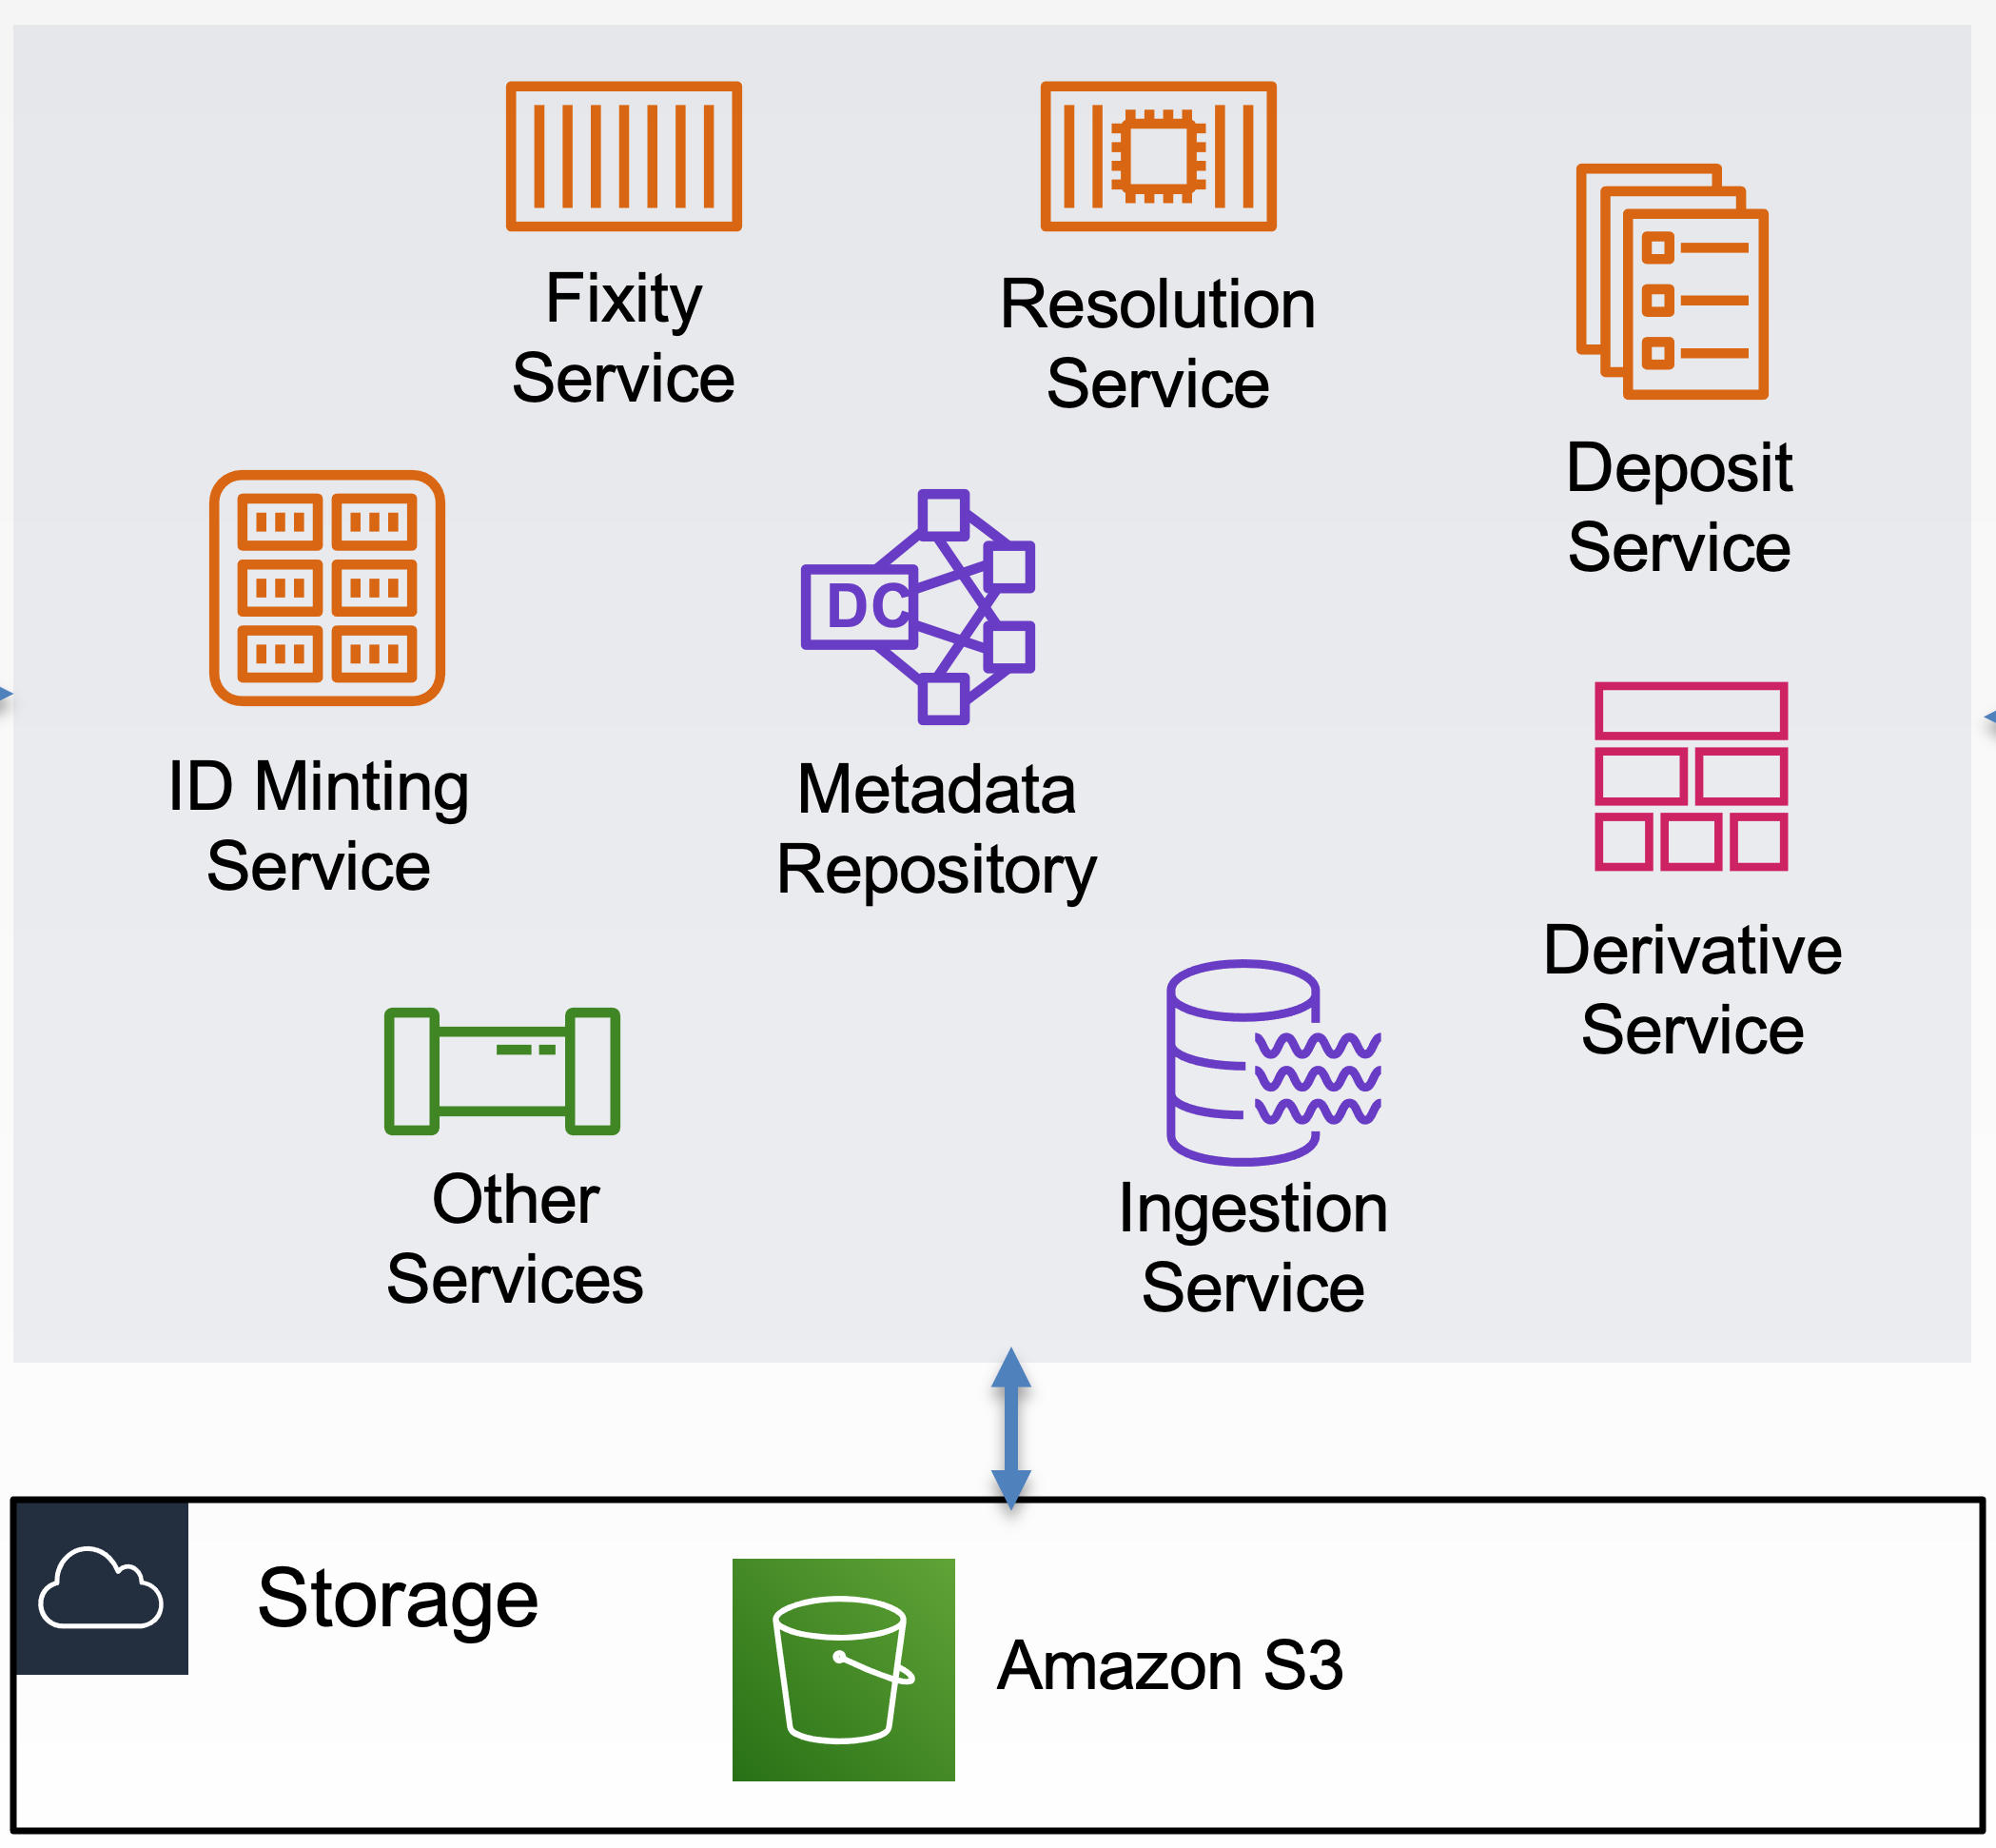 Fixity
Service
Resolution
Service
Deposit
Service
ID Minting
Service
DC
Metadata
Repository
Derivative
Service
Other
Services
Ingestion
Service
Storage
Amazon S3